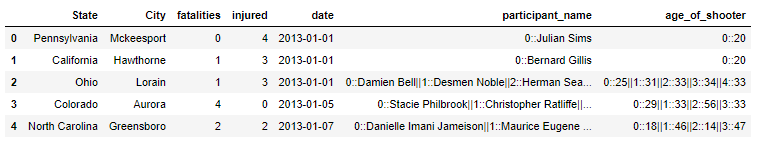 State City fatalities injured date participant_name age_of_shooter
0 Pennsylvania Mckeesport 0 4 2013-01-01 0::Julian Sims 0::20
1 California Hawthorne 1 3 2013-01-01 0::Bernard Gillis 0::20
2 Ohio Lorain 1 3 2013-01-01 0::Damien Bell||1::Desmen Noble||2::Herman Sea... 0::25||1::31||2::33||3::34||4::33
3 Colorado Aurora 4 0 2013-01-05 0::Stacie Philbrook||1::Christopher Ratliffe||... 0::29||1::33||2::56||3::33
4 North Carolina Greensboro 2 2 2013-01-07 0::Danielle Imani Jameison||1::Maurice Eugene ... 0::18||1::46||2::14||3::47